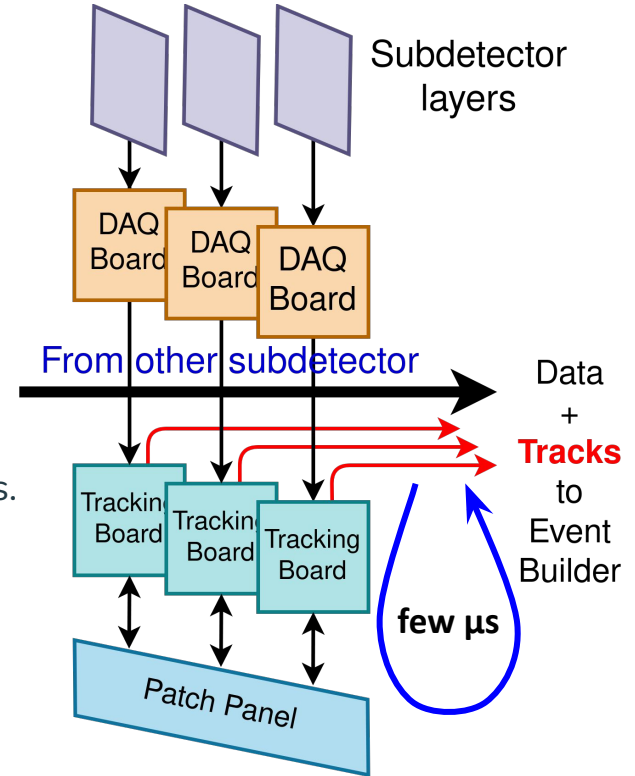 Subdetector
layers
DAQ
Board
DAQ
Board
DAQ
Board
From other subdetector
Data
+
Tracks
to
Event
Builder
s.
Tracking
Board
Tracking
Board
Tracking
Board
few µs
Patch Panel